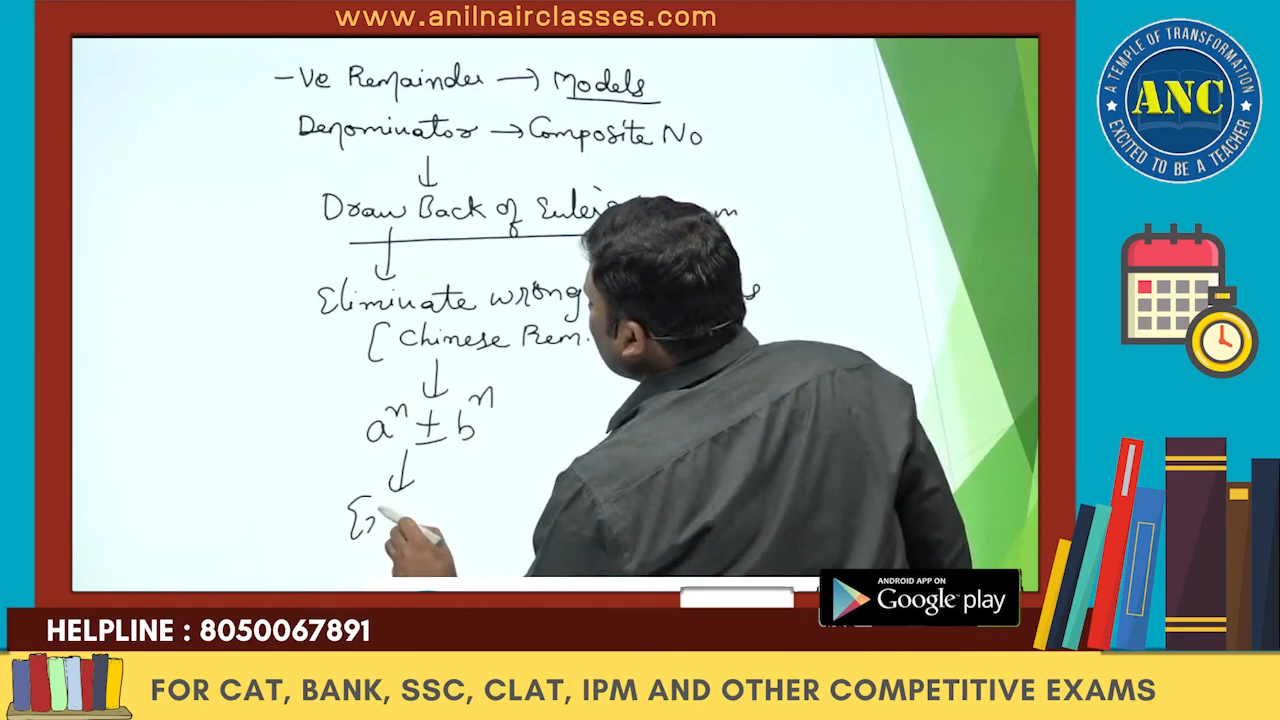 www.anilnairclasses.com
-Ve Remainder → Models
Denominator → Composite No
Draw Back of Euler's
Eliminate wrong
[ Chinese Rem.
aⁿ ± bⁿ
A TEMPLE OF TRANSFORMATION
ANC
EXCITED TO BE A TEACHER
ANDROID APP ON
Google play
HELPLINE : 8050067891
FOR CAT, BANK, SSC, CLAT, IPM AND OTHER COMPETITIVE EXAMS